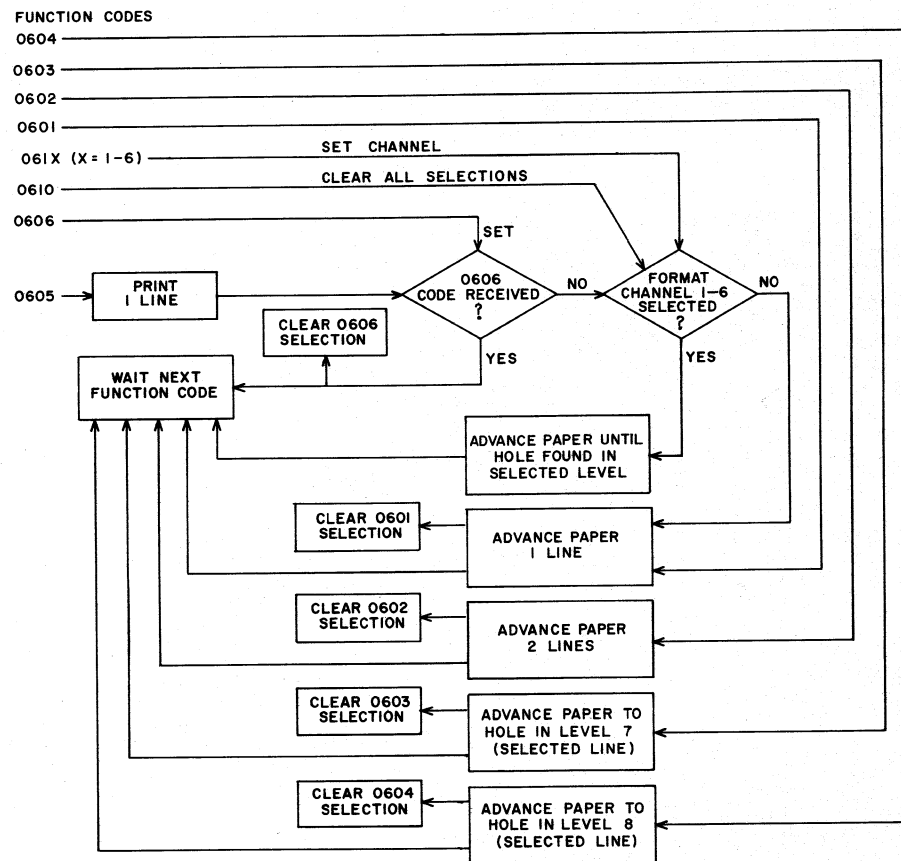 FUNCTION CODES
0604
0603
0602
0601
061X (X = 1-6)
SET CHANNEL
0610
CLEAR ALL SELECTIONS
0606
SET
0605
PRINT
1 LINE
0606
CODE RECEIVED
?
NO
FORMAT
CHANNEL 1-6
SELECTED
?
NO
CLEAR 0606
SELECTION
YES
YES
WAIT NEXT
FUNCTION CODE
ADVANCE PAPER UNTIL
HOLE FOUND IN
SELECTED LEVEL
CLEAR 0601
SELECTION
ADVANCE PAPER
1 LINE
CLEAR 0602
SELECTION
ADVANCE PAPER
2 LINES
CLEAR 0603
SELECTION
ADVANCE PAPER TO
HOLE IN LEVEL 7
(SELECTED LINE)
CLEAR 0604
SELECTION
ADVANCE PAPER TO
HOLE IN LEVEL 8
(SELECTED LINE)